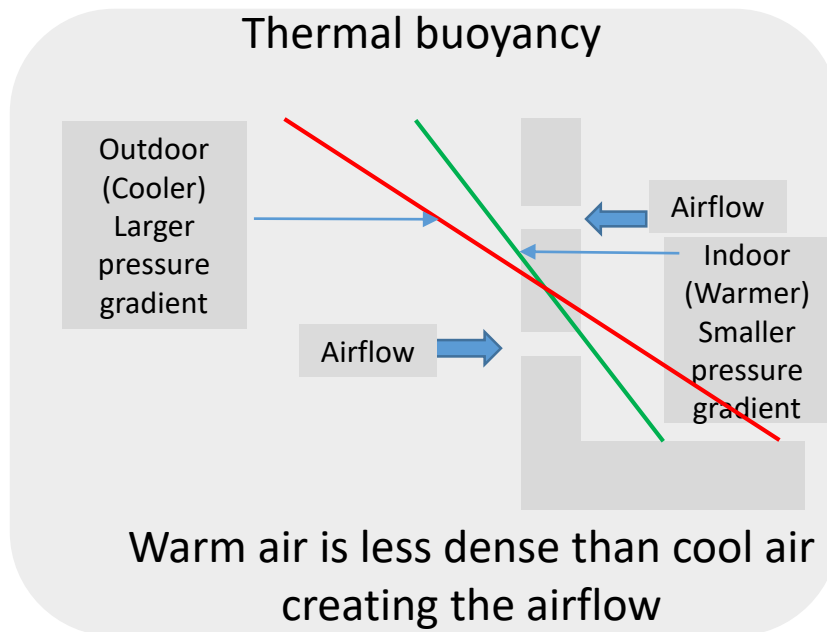 Thermal buoyancy
Outdoor
(Cooler)
Larger
pressure
gradient
Airflow
Indoor
(Warmer)
Smaller
pressure
gradient
Airflow
Warm air is less dense than cool air
creating the airflow